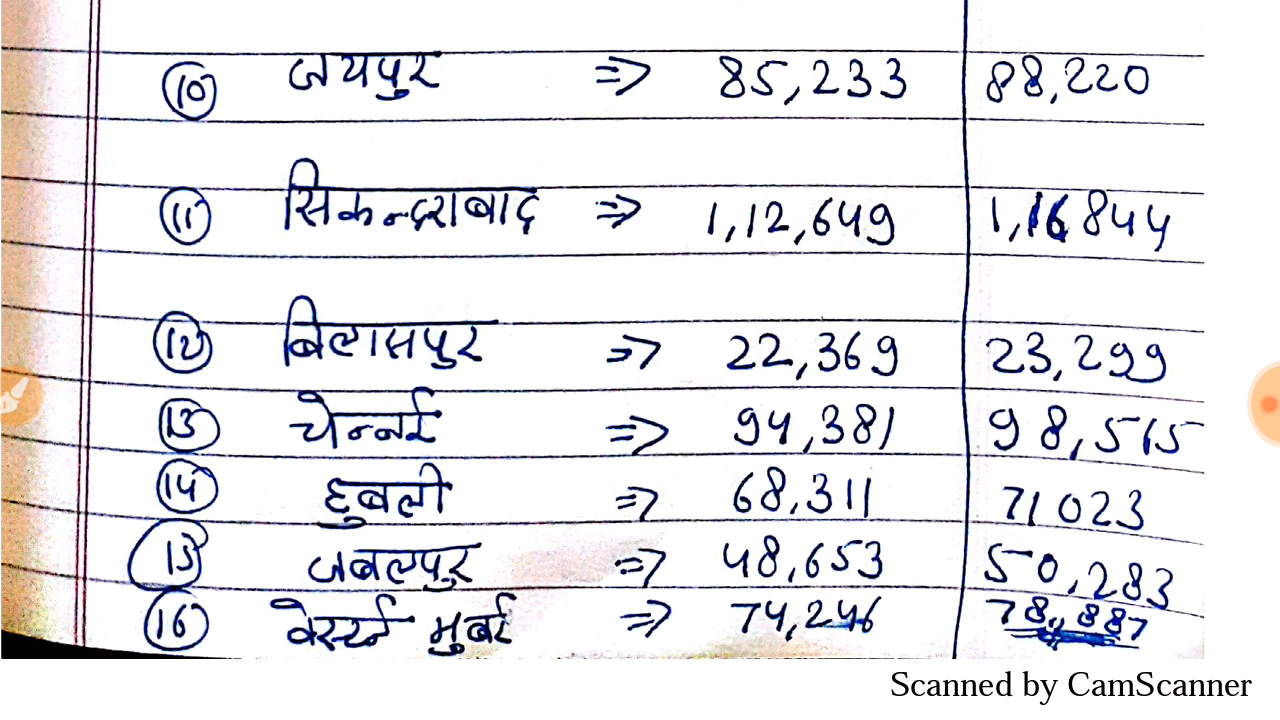 (10) जयपुर => 85,233 88,220
(11) सिकन्द्राबाद => 1,12,649 1,16844
(12) बिलासपुर => 22,369 23,299
(13) चेन्नई => 94,381 98,515
(14) हुबली => 68,311 71023
(15) जबलपुर => 48,653 50,283
(16) वेस्टर्न मुंबई => 74,246 78,887
Scanned by CamScanner